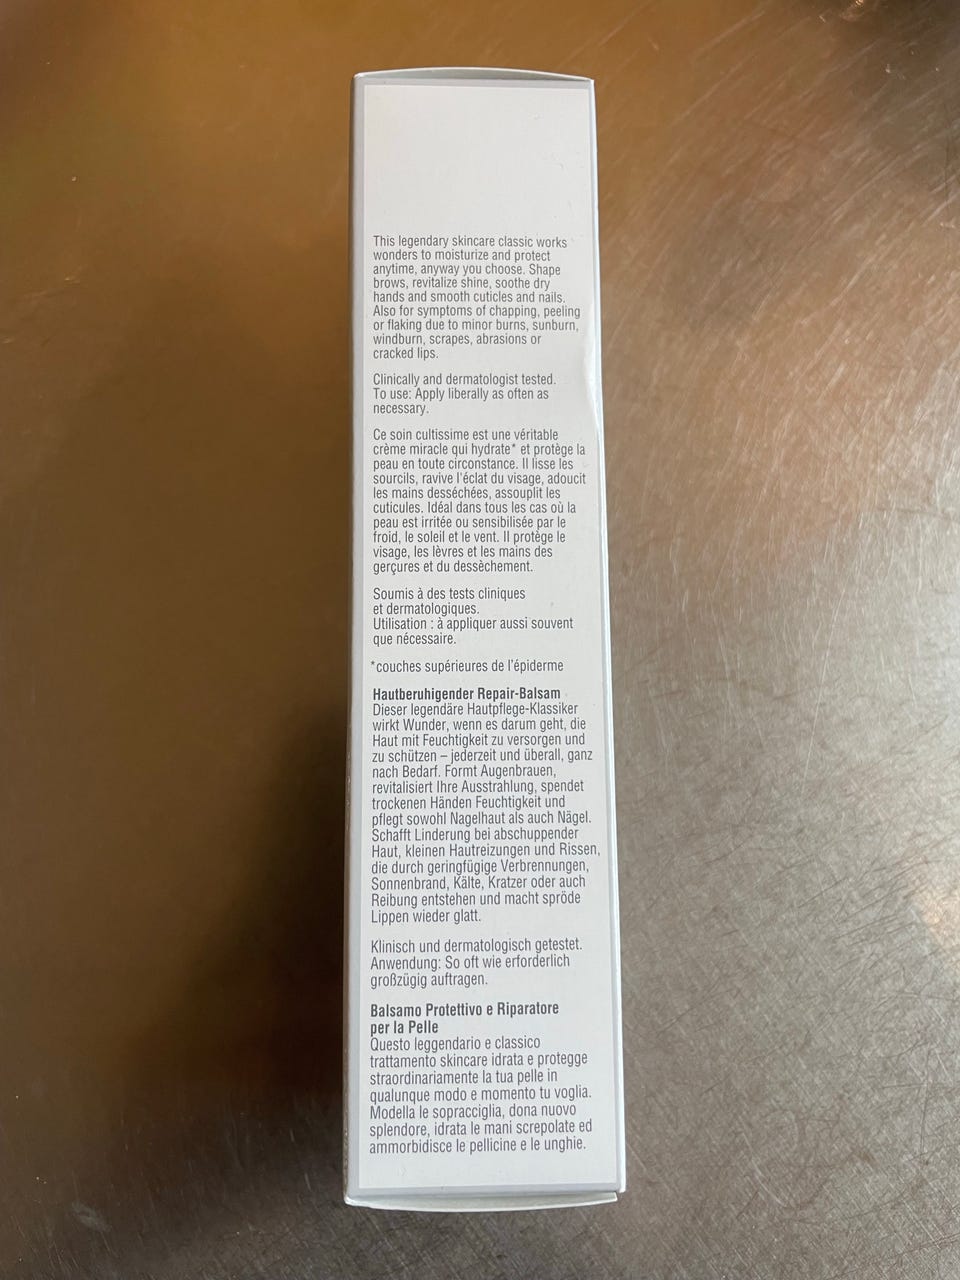 This legendary skincare classic works
wonders to moisturize and protect
anytime, anyway you choose. Shape
brows, revitalize shine, soothe dry
hands and smooth cuticles and nails.
Also for symptoms of chapping, peeling
or flaking due to minor burns, sunburn,
windburn, scrapes, abrasions or
cracked lips.
Clinically and dermatologist tested.
To use: Apply liberally as often as
necessary.
Ce soin cultissime est une véritable
crème miracle qui hydrate* et protège la
peau en toute circonstance. Il lisse les
sourcils, ravive l'éclat du visage, adoucit
les mains desséchées, assouplit les
cuticules. Idéal dans tous les cas où la
peau est irritée ou sensibilisée par le
froid, le soleil et le vent. Il protège le
visage, les lèvres et les mains des
gerçures et du dessèchement.
Soumis à des tests cliniques
et dermatologiques.
Utilisation : à appliquer aussi souvent
que nécessaire.
*couches supérieures de l'épiderme
Hautberuhigender Repair-Balsam
Dieser legendäre Hautpflege-Klassiker
wirkt Wunder, wenn es darum geht, die
Haut mit Feuchtigkeit zu versorgen und
zu schützen – jederzeit und überall, ganz
nach Bedarf. Formt Augenbrauen,
revitalisiert Ihre Ausstrahlung, spendet
trockenen Händen Feuchtigkeit und
pflegt sowohl Nagelhaut als auch Nägel.
Schafft Linderung bei abschuppender
Haut, kleinen Hautreizungen und Rissen,
die durch geringfügige Verbrennungen,
Sonnenbrand, Kälte, Kratzer oder auch
Reibung entstehen und macht spröde
Lippen wieder glatt.
Klinisch und dermatologisch getestet.
Anwendung: So oft wie erforderlich
großzügig auftragen.
Balsamo Protettivo e Riparatore
per la Pelle
Questo leggendario e classico
trattamento skincare idrata e protegge
straordinariamente la tua pelle in
qualunque modo e momento tu voglia.
Modella le sopracciglia, dona nuovo
splendore, idrata le mani screpolate ed
ammorbidisce le pellicine e le unghie.